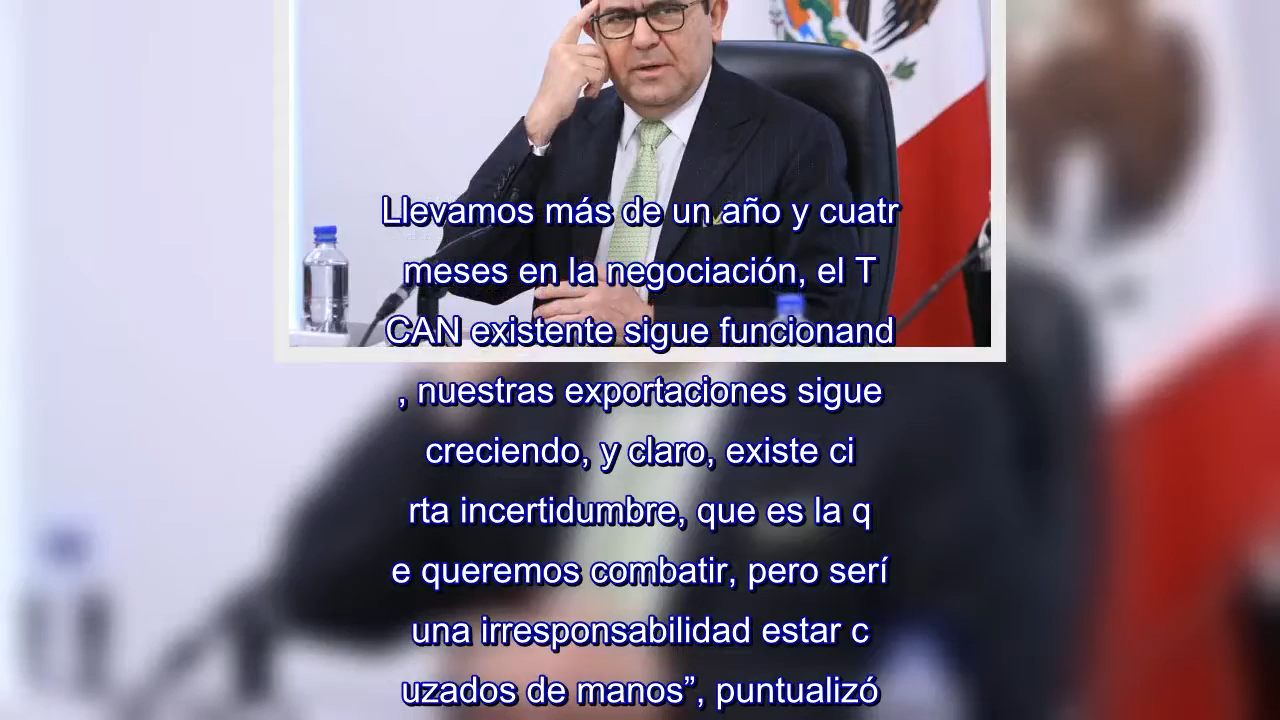 Llevamos más de un año y cuatr
meses en la negociación, el T
CAN existente sigue funcionand
, nuestras exportaciones sigue
creciendo, y claro, existe ci
rta incertidumbre, que es la q
e queremos combatir, pero serí
una irresponsabilidad estar c
uzados de manos”, puntualizó